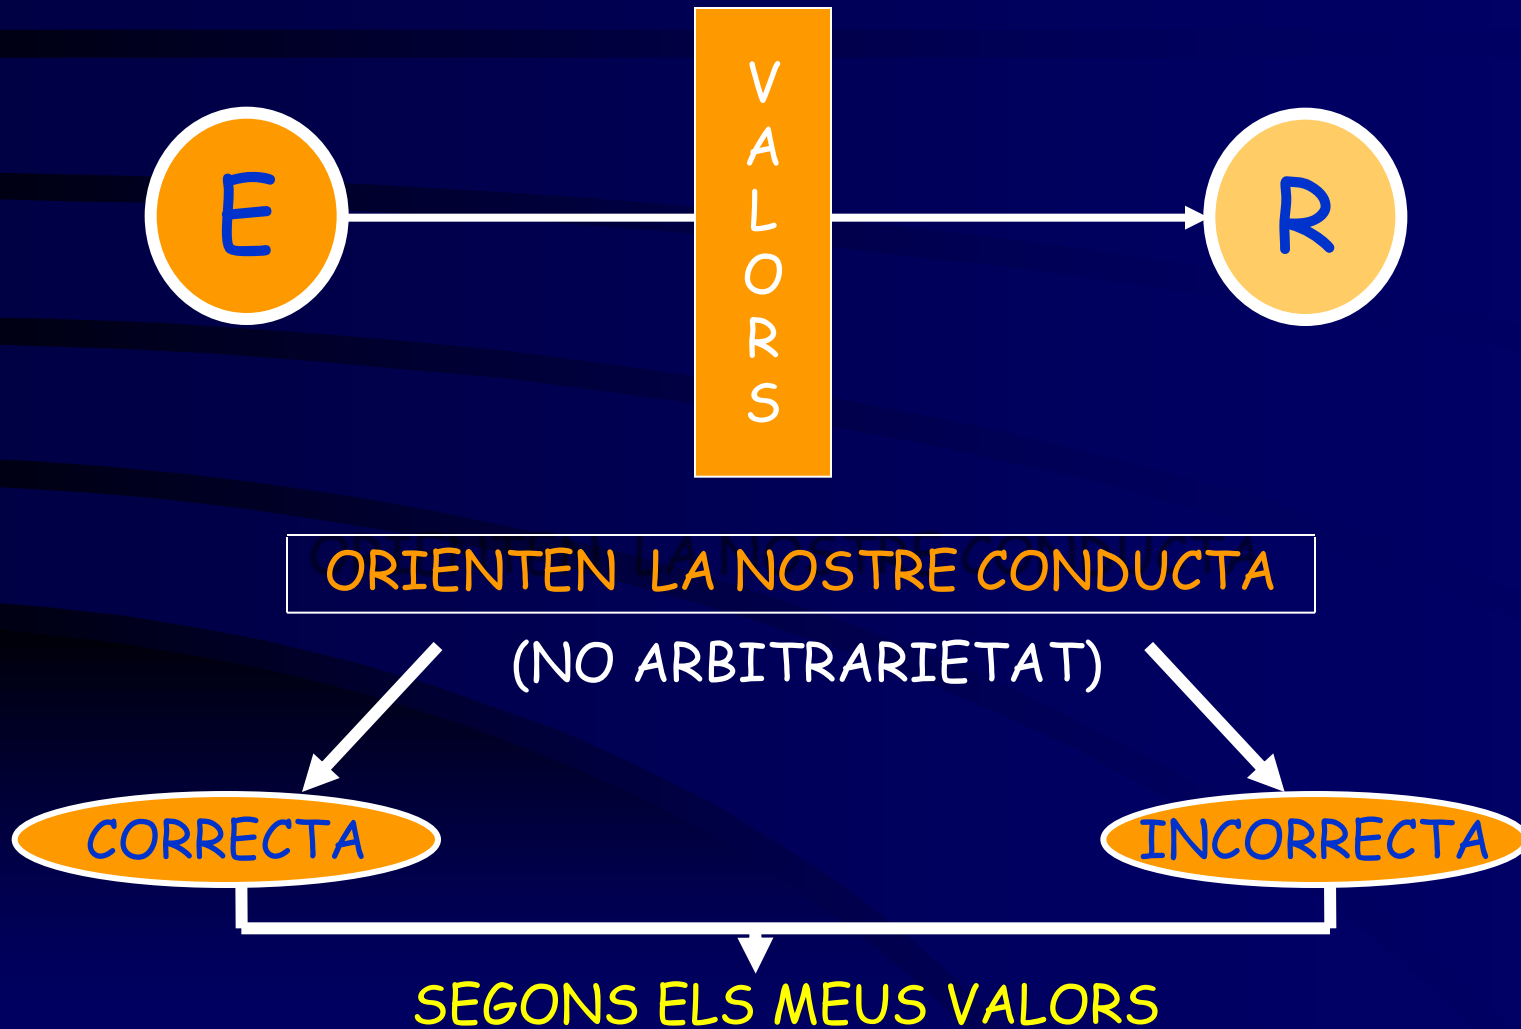 E
VALORS
R
ORIENTEN LA NOSTRE CONDUCTA
(NO ARBITRARIETAT)
CORRECTA
INCORRECTA
SEGONS ELS MEUS VALORS